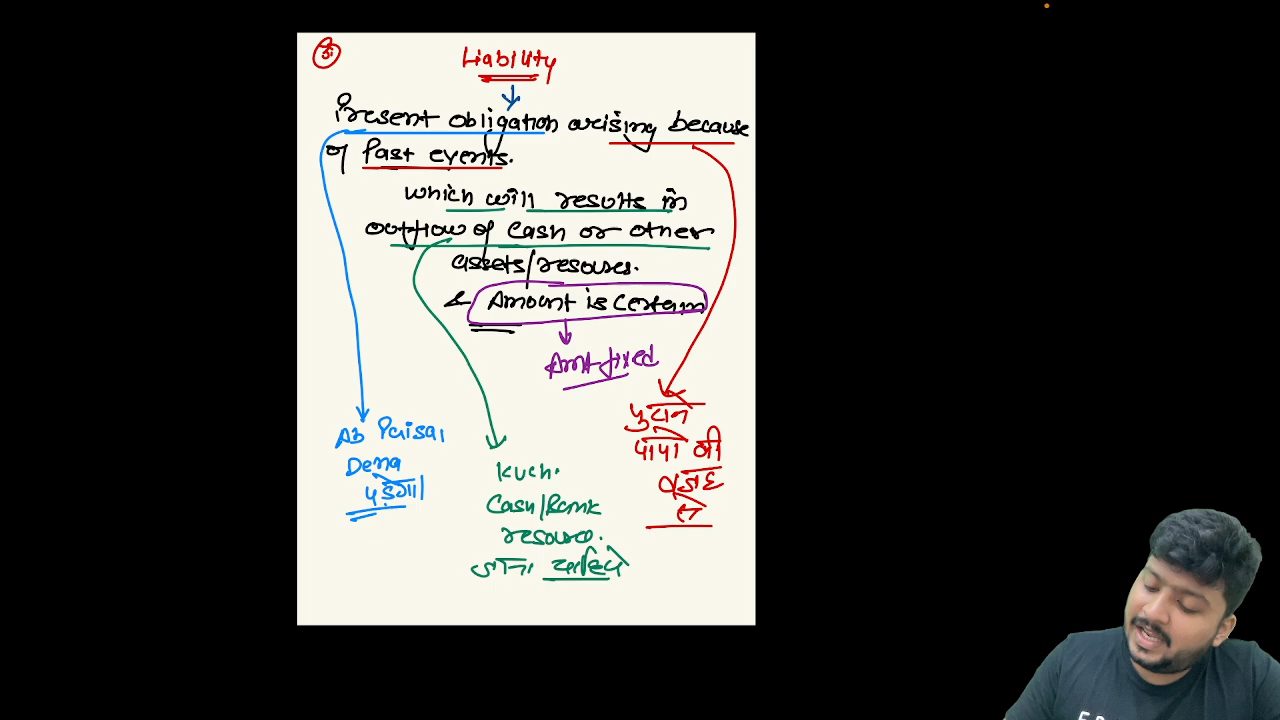 Liability
Present obligation arising because
of Past events.
which will results in
outflow of cash or other
assets/resources.
& Amount is Certain
Amt fixed
Ab Paisa
Dena
पड़ेगा
Kuch
Cash/Bank
resource.
जाना चाहिये
पुराने
पापो की
वजह
से